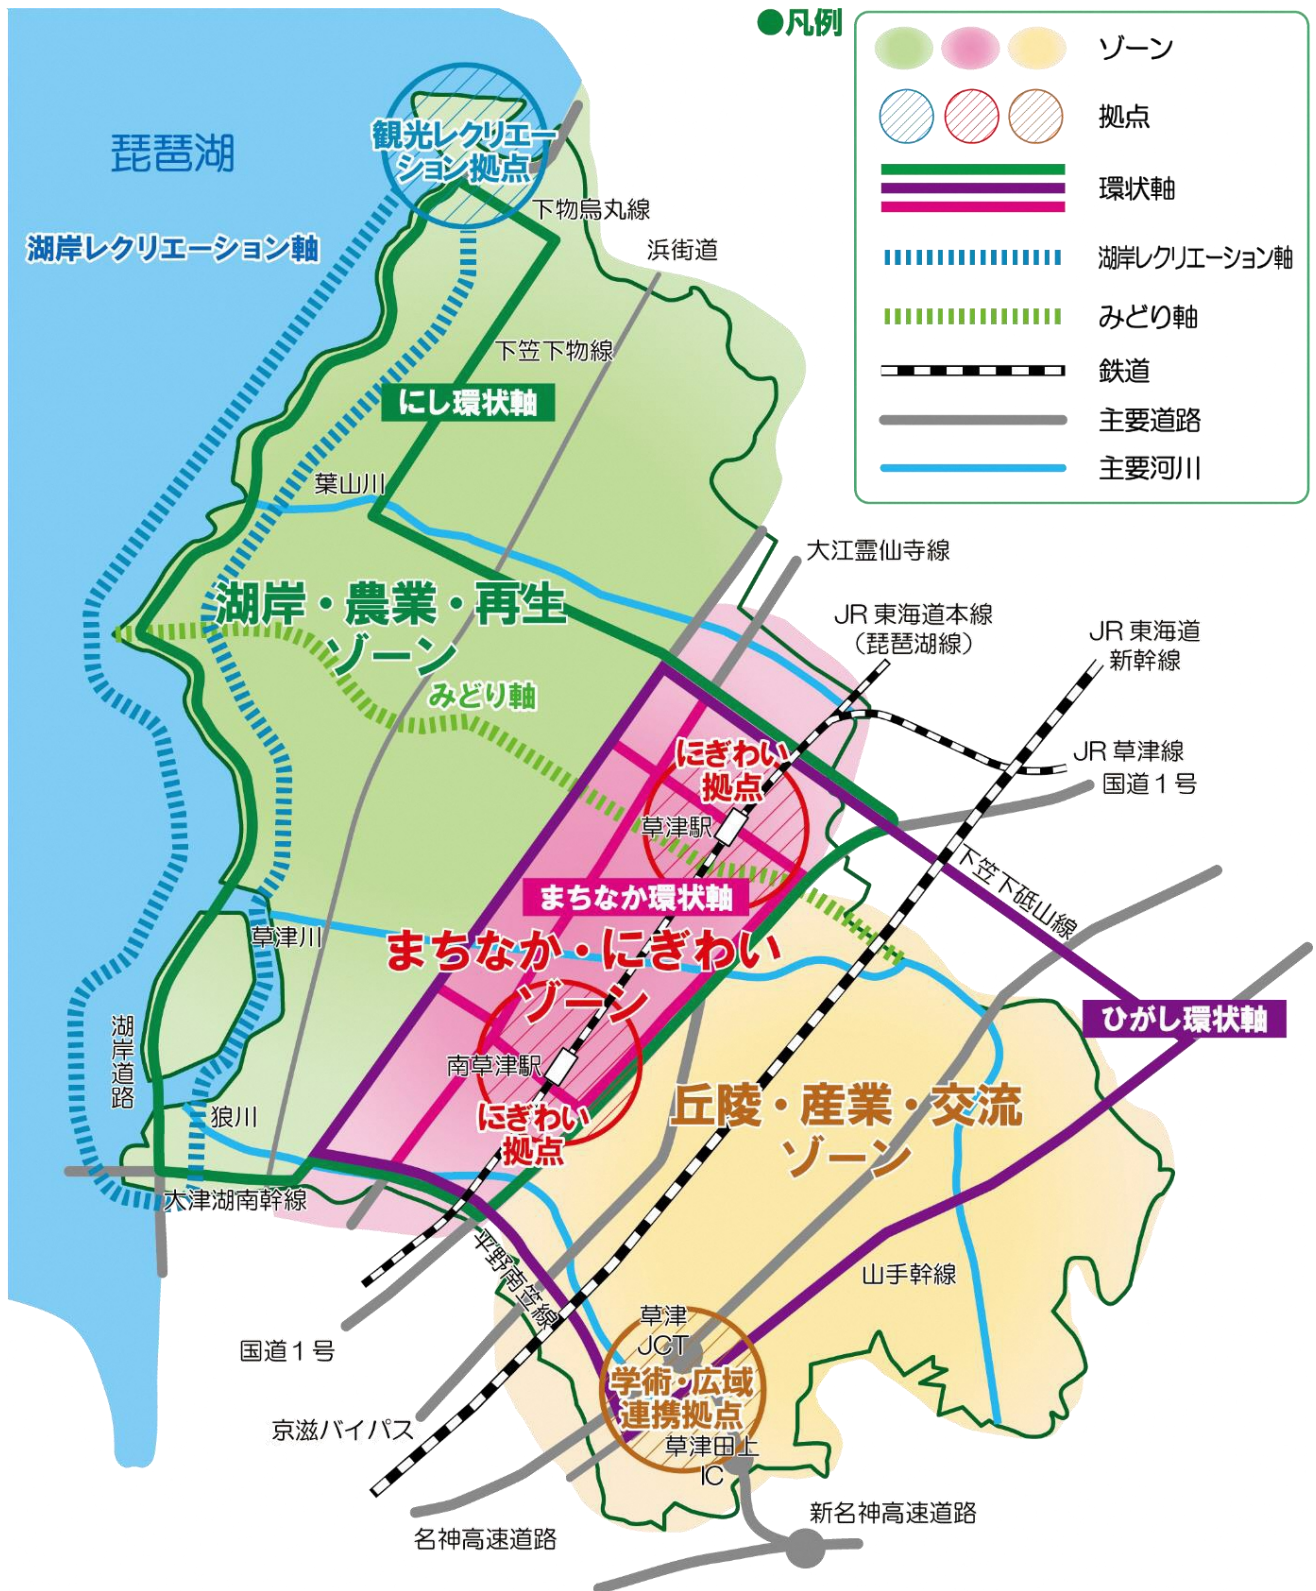 ●凡例
ゾーン
拠点
環状軸
湖岸レクリエーション軸
みどり軸
鉄道
主要道路
主要河川
琵琶湖
観光レクリエー
ション拠点
湖岸レクリエーション軸
下物烏丸線
浜街道
下笠下物線
にし環状軸
葉山川
大江霊仙寺線
湖岸・農業・再生
ゾーン
みどり軸
JR 東海道本線
（琵琶湖線）
JR 東海道
新幹線
JR 草津線
国道１号
にぎわい
拠点
草津駅
下笠下砥山線
まちなか環状軸
まちなか・にぎわい
ゾーン
草津川
ひがし環状軸
湖岸道路
南草津駅
狼川
にぎわい
拠点
丘陵・産業・交流
ゾーン
大津湖南幹線
平野南笠線
山手幹線
国道１号
草津
JCT
学術・広域
連携拠点
京滋バイパス
草津田上
IC
名神高速道路
新名神高速道路